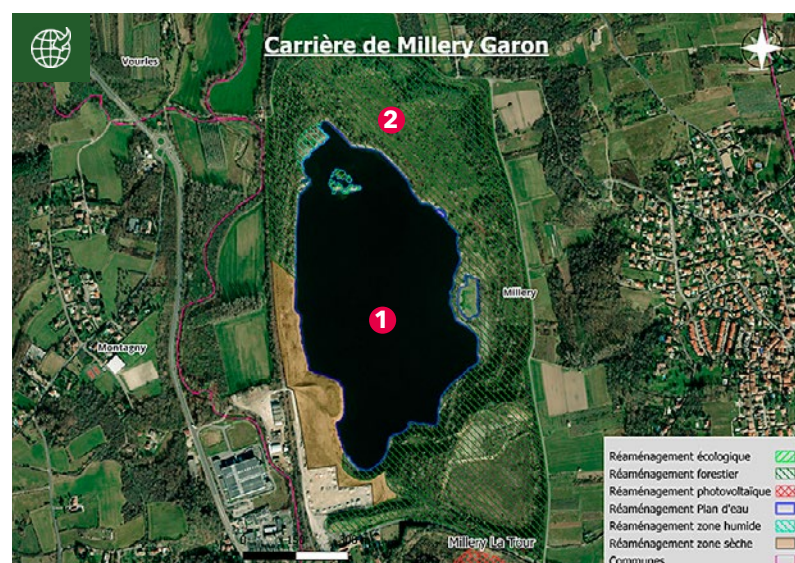 Carrière de Millery Garon
Vourles
2
1
Millery
Montagny
Millery La Tour
0
Réaménagement écologique
Réaménagement forestier
Réaménagement photovoltaïque
Réaménagement Plan d'eau
Réaménagement zone humide
Réaménagement zone sèche
Communes